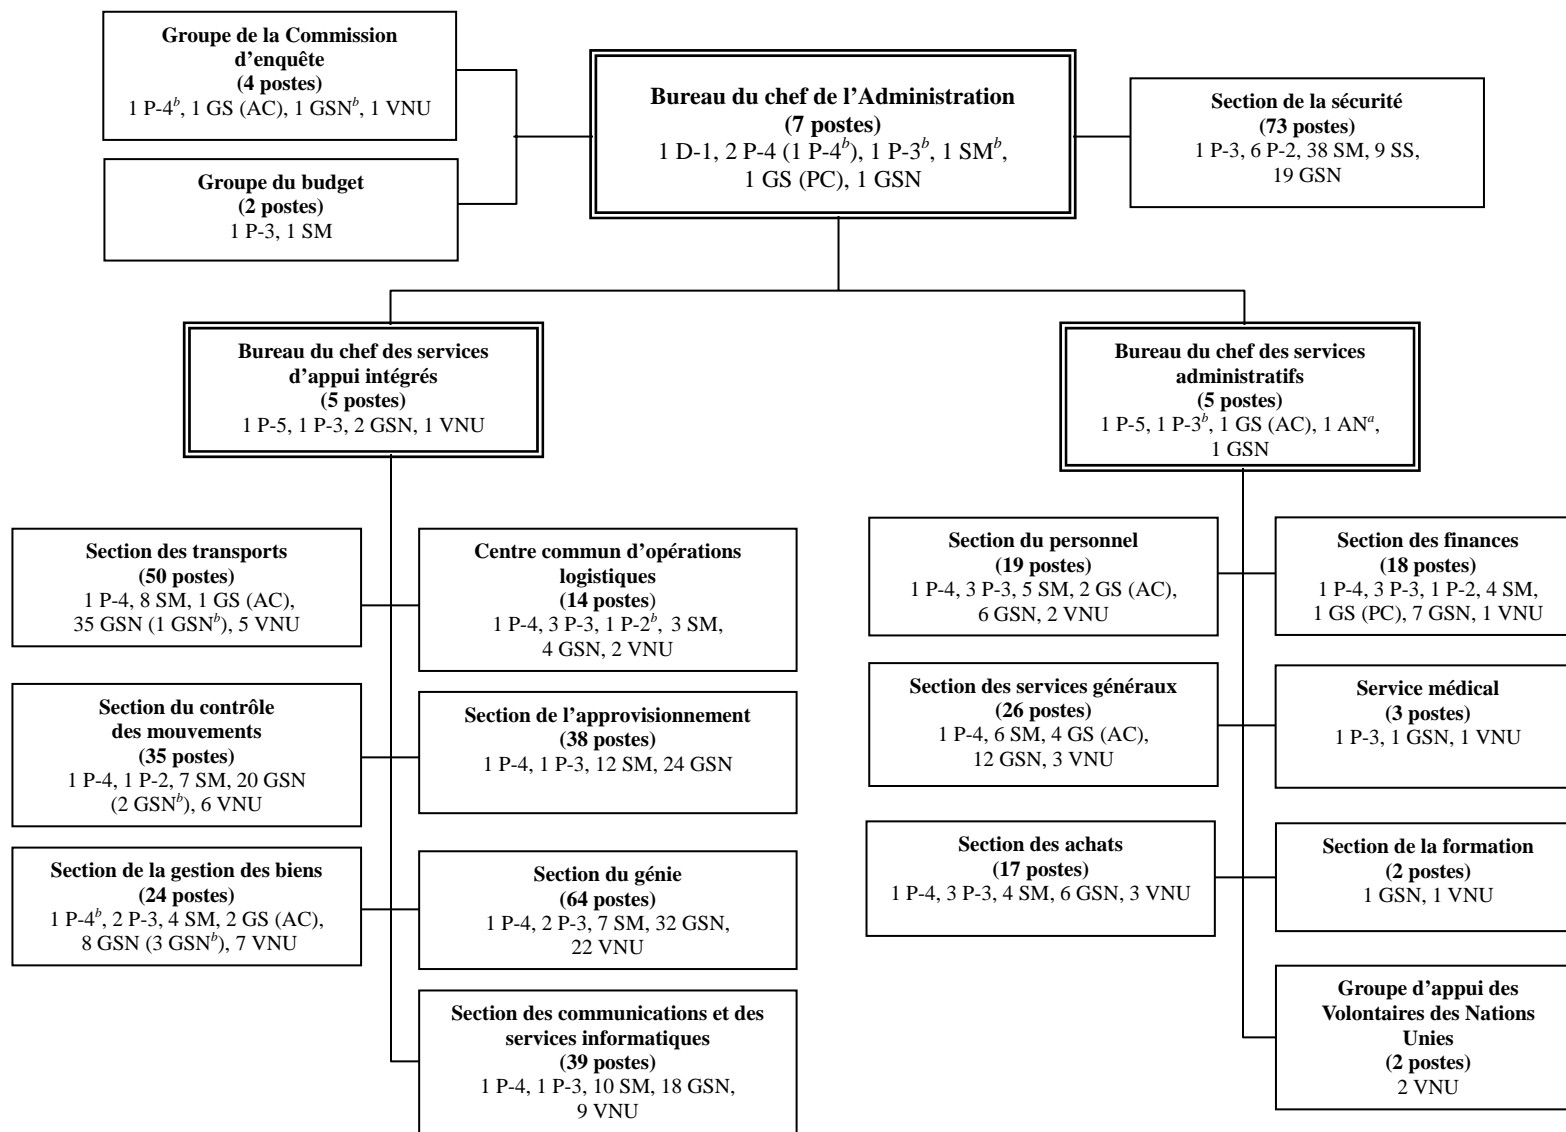 Groupe de la Commission
d’enquête
(4 postes)
1 P-4ᵇ, 1 GS (AC), 1 GSNᵇ, 1 VNU
Bureau du chef de l’Administration
(7 postes)
1 D-1, 2 P-4 (1 P-4ᵇ), 1 P-3ᵇ, 1 SMᵇ,
1 GS (PC), 1 GSN
Section de la sécurité
(73 postes)
1 P-3, 6 P-2, 38 SM, 9 SS,
19 GSN
Groupe du budget
(2 postes)
1 P-3, 1 SM
Bureau du chef des services
d’appui intégrés
(5 postes)
1 P-5, 1 P-3, 2 GSN, 1 VNU
Bureau du chef des services
administratifs
(5 postes)
1 P-5, 1 P-3ᵇ, 1 GS (AC), 1 ANᵃ,
1 GSN
Section des transports
(50 postes)
1 P-4, 8 SM, 1 GS (AC),
35 GSN (1 GSNᵇ), 5 VNU
Centre commun d’opérations
logistiques
(14 postes)
1 P-4, 3 P-3, 1 P-2ᵇ, 3 SM,
4 GSN, 2 VNU
Section du personnel
(19 postes)
1 P-4, 3 P-3, 5 SM, 2 GS (AC),
6 GSN, 2 VNU
Section des finances
(18 postes)
1 P-4, 3 P-3, 1 P-2, 4 SM,
1 GS (PC), 7 GSN, 1 VNU
Section du contrôle
des mouvements
(35 postes)
1 P-4, 1 P-2, 7 SM, 20 GSN
(2 GSNᵇ), 6 VNU
Section de l’approvisionnement
(38 postes)
1 P-4, 1 P-3, 12 SM, 24 GSN
Section des services généraux
(26 postes)
1 P-4, 6 SM, 4 GS (AC),
12 GSN, 3 VNU
Service médical
(3 postes)
1 P-3, 1 GSN, 1 VNU
Section de la gestion des biens
(24 postes)
1 P-4ᵇ, 2 P-3, 4 SM, 2 GS (AC),
8 GSN (3 GSNᵇ), 7 VNU
Section du génie
(64 postes)
1 P-4, 2 P-3, 7 SM, 32 GSN,
22 VNU
Section des achats
(17 postes)
1 P-4, 3 P-3, 4 SM, 6 GSN, 3 VNU
Section de la formation
(2 postes)
1 GSN, 1 VNU
Section des communications et des
services informatiques
(39 postes)
1 P-4, 1 P-3, 10 SM, 18 GSN,
9 VNU
Groupe d’appui des
Volontaires des Nations
Unies
(2 postes)
2 VNU